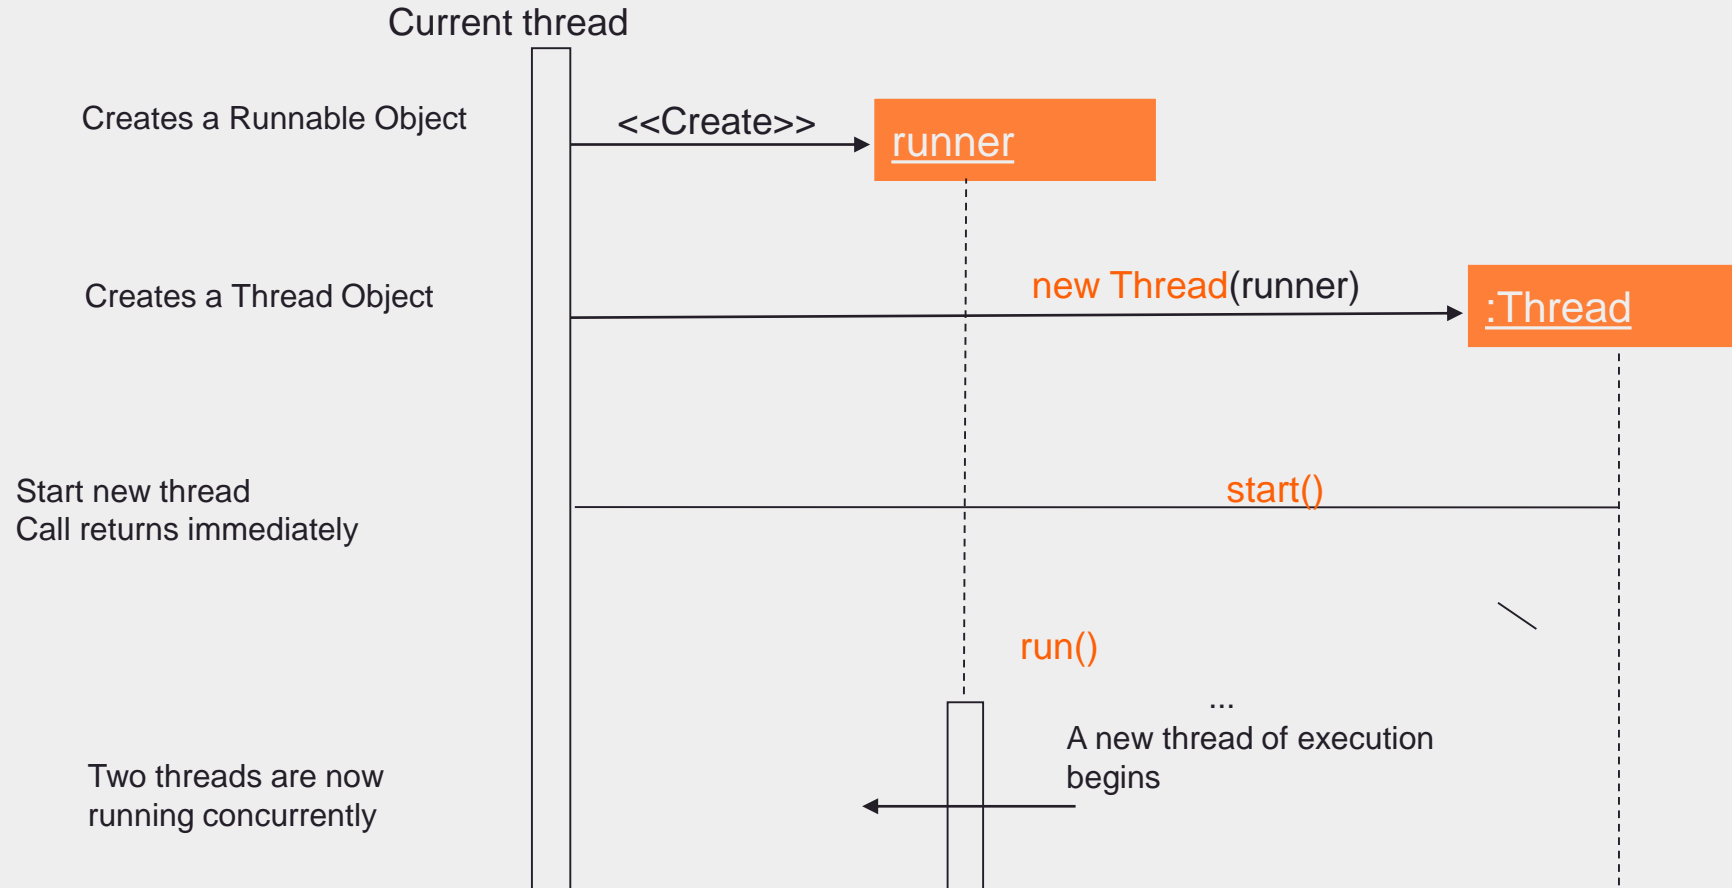 Current thread
Creates a Runnable Object
<<Create>>
runner
Creates a Thread Object
new Thread(runner)
:Thread
Start new thread
Call returns immediately
start()
run()
...
A new thread of execution
begins
Two threads are now
running concurrently